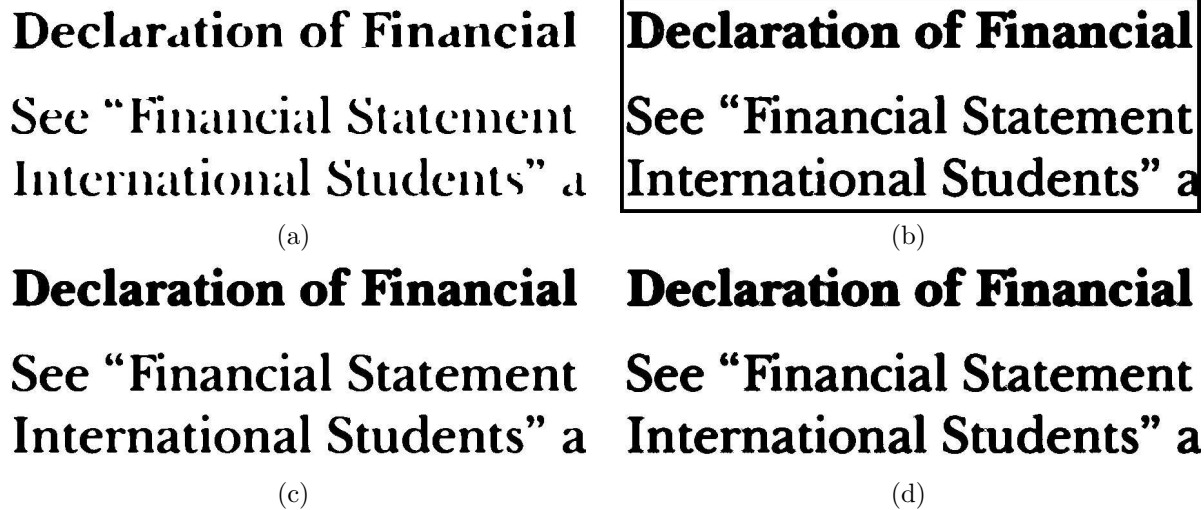 Declaration of Financial
See “Financial Statement
International Students” a
(a)
Declaration of Financial
See “Financial Statement
International Students” a
(b)
Declaration of Financial
See “Financial Statement
International Students” a
(c)
Declaration of Financial
See “Financial Statement
International Students” a
(d)